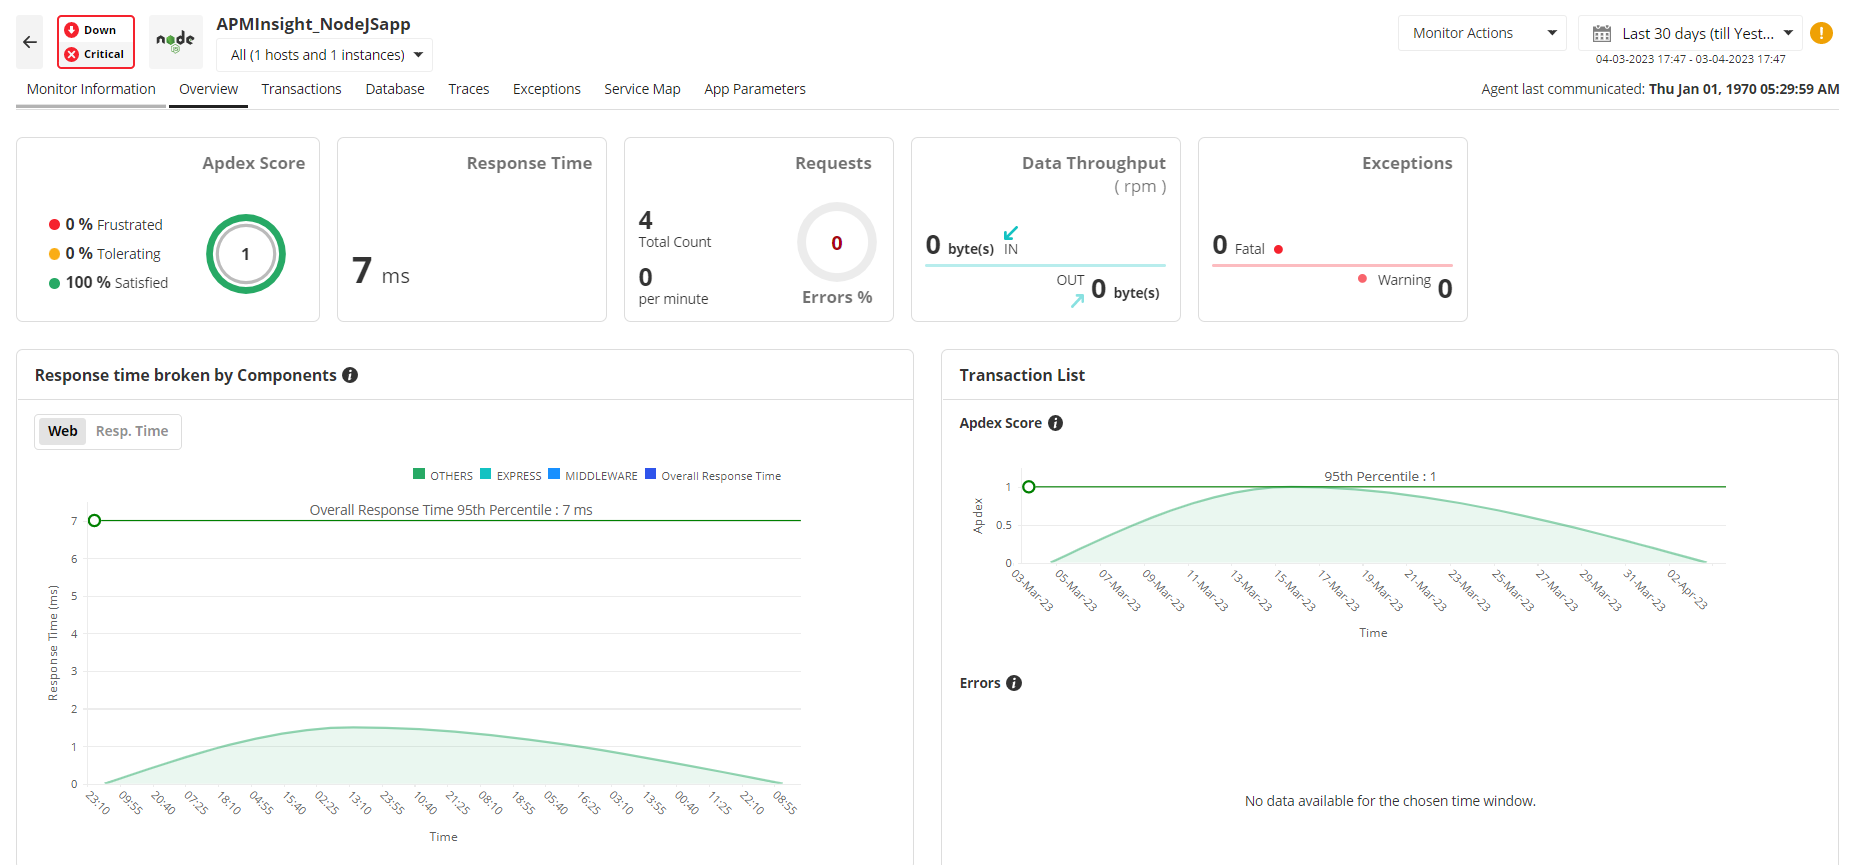 Down
Critical
node
JS
APMInsight_NodeJSapp
All (1 hosts and 1 instances)
Monitor Actions
Last 30 days (till Yest...
04-03-2023 17:47 - 03-04-2023 17:47
Monitor Information Overview Transactions Database Traces Exceptions Service Map App Parameters
Agent last communicated: Thu Jan 01, 1970 05:29:59 AM
Apdex Score
0 % Frustrated
0 % Tolerating
100 % Satisfied
1
Response Time
7 ms
Requests
4
Total Count
0
per minute
0
Errors %
Data Throughput
( rpm )
0 byte(s) IN
OUT 0 byte(s)
Exceptions
0 Fatal
Warning 0
Response time broken by Components
Web Resp. Time
OTHERS EXPRESS MIDDLEWARE Overall Response Time
Overall Response Time 95th Percentile : 7 ms
Response Time (ms)
7
6
5
4
3
2
1
0
23:10 09:55 20:40 07:25 18:10 04:55 15:40 02:25 13:10 23:55 10:40 21:25 08:10 18:55 05:40 16:25 03:10 13:55 00:40 11:25 22:10 08:55
Time
Transaction List
Apdex Score
95th Percentile : 1
Apdex
1
0.5
0
03-Mar-23 05-Mar-23 07-Mar-23 09-Mar-23 11-Mar-23 13-Mar-23 15-Mar-23 17-Mar-23 19-Mar-23 21-Mar-23 23-Mar-23 25-Mar-23 27-Mar-23 29-Mar-23 31-Mar-23 02-Apr-23
Time
Errors
No data available for the chosen time window.